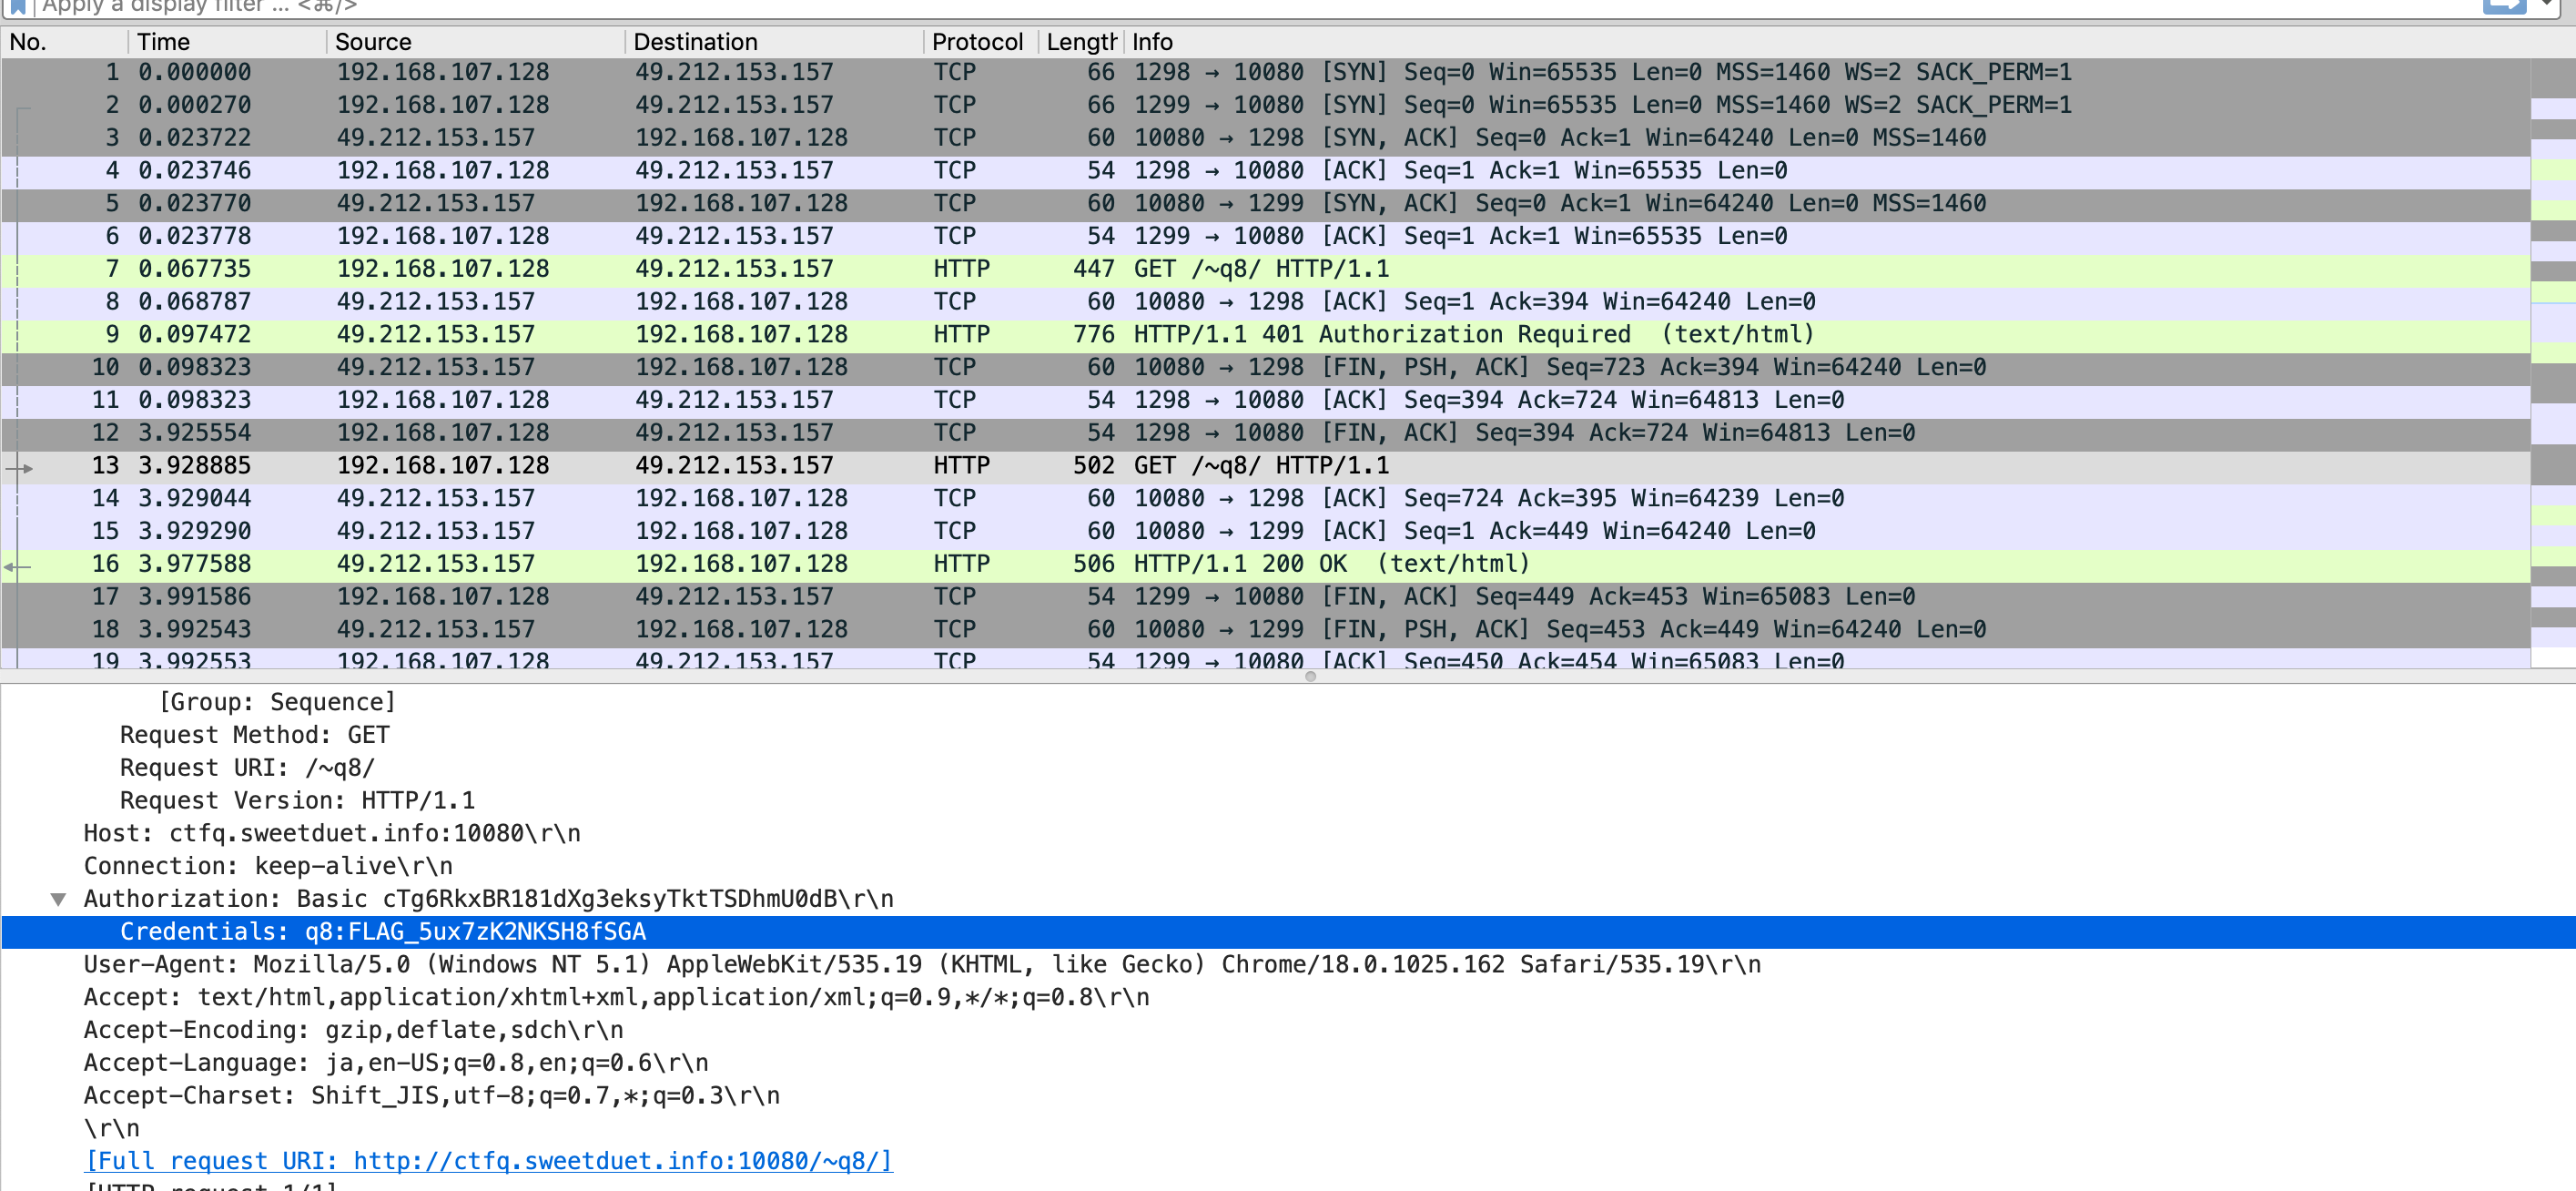 Apply a display filter ... <⌘/>
No. Time Source Destination Protocol Length Info
1 0.000000 192.168.107.128 49.212.153.157 TCP 66 1298 → 10080 [SYN] Seq=0 Win=65535 Len=0 MSS=1460 WS=2 SACK_PERM=1
2 0.000270 192.168.107.128 49.212.153.157 TCP 66 1299 → 10080 [SYN] Seq=0 Win=65535 Len=0 MSS=1460 WS=2 SACK_PERM=1
3 0.023722 49.212.153.157 192.168.107.128 TCP 60 10080 → 1298 [SYN, ACK] Seq=0 Ack=1 Win=64240 Len=0 MSS=1460
4 0.023746 192.168.107.128 49.212.153.157 TCP 54 1298 → 10080 [ACK] Seq=1 Ack=1 Win=65535 Len=0
5 0.023770 49.212.153.157 192.168.107.128 TCP 60 10080 → 1299 [SYN, ACK] Seq=0 Ack=1 Win=64240 Len=0 MSS=1460
6 0.023778 192.168.107.128 49.212.153.157 TCP 54 1299 → 10080 [ACK] Seq=1 Ack=1 Win=65535 Len=0
7 0.067735 192.168.107.128 49.212.153.157 HTTP 447 GET /~q8/ HTTP/1.1
8 0.068787 49.212.153.157 192.168.107.128 TCP 60 10080 → 1298 [ACK] Seq=1 Ack=394 Win=64240 Len=0
9 0.097472 49.212.153.157 192.168.107.128 HTTP 776 HTTP/1.1 401 Authorization Required (text/html)
10 0.098323 49.212.153.157 192.168.107.128 TCP 60 10080 → 1298 [FIN, PSH, ACK] Seq=723 Ack=394 Win=64240 Len=0
11 0.098323 192.168.107.128 49.212.153.157 TCP 54 1298 → 10080 [ACK] Seq=394 Ack=724 Win=64813 Len=0
12 3.925554 192.168.107.128 49.212.153.157 TCP 54 1298 → 10080 [FIN, ACK] Seq=394 Ack=724 Win=64813 Len=0
13 3.928885 192.168.107.128 49.212.153.157 HTTP 502 GET /~q8/ HTTP/1.1
14 3.929044 49.212.153.157 192.168.107.128 TCP 60 10080 → 1298 [ACK] Seq=724 Ack=395 Win=64239 Len=0
15 3.929290 49.212.153.157 192.168.107.128 TCP 60 10080 → 1299 [ACK] Seq=1 Ack=449 Win=64240 Len=0
16 3.977588 49.212.153.157 192.168.107.128 HTTP 506 HTTP/1.1 200 OK (text/html)
17 3.991586 192.168.107.128 49.212.153.157 TCP 54 1299 → 10080 [FIN, ACK] Seq=449 Ack=453 Win=65083 Len=0
18 3.992543 49.212.153.157 192.168.107.128 TCP 60 10080 → 1299 [FIN, PSH, ACK] Seq=453 Ack=449 Win=64240 Len=0
19 3.992553 192.168.107.128 49.212.153.157 TCP 54 1299 → 10080 [ACK] Seq=450 Ack=454 Win=65083 Len=0
[Group: Sequence]
Request Method: GET
Request URI: /~q8/
Request Version: HTTP/1.1
Host: ctfq.sweetduet.info:10080\r\n
Connection: keep-alive\r\n
Authorization: Basic cTg6RkxBR181dXg3eksyTktTSDhmU0dB\r\n
Credentials: q8:FLAG_5ux7zK2NKSH8fSGA
User-Agent: Mozilla/5.0 (Windows NT 5.1) AppleWebKit/535.19 (KHTML, like Gecko) Chrome/18.0.1025.162 Safari/535.19\r\n
Accept: text/html,application/xhtml+xml,application/xml;q=0.9,*/*;q=0.8\r\n
Accept-Encoding: gzip,deflate,sdch\r\n
Accept-Language: ja,en-US;q=0.8,en;q=0.6\r\n
Accept-Charset: Shift_JIS,utf-8;q=0.7,*;q=0.3\r\n
\r\n
[Full request URI: http://ctfq.sweetduet.info:10080/~q8/]
[HTTP request 1/1]